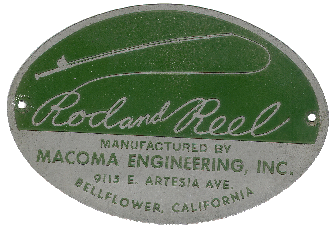 Rod and Reel
MANUFACTURED BY
MACOMA ENGINEERING, INC.
9115 E. ARTESIA AVE.
BELLFLOWER, CALIFORNIA